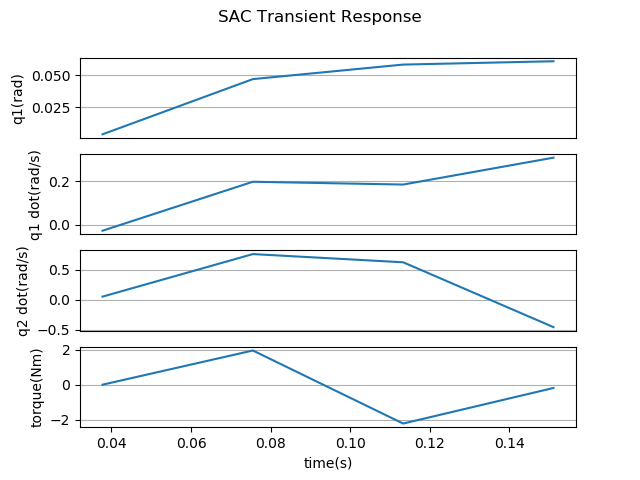 SAC Transient Response
q1(rad)
0.050
0.025
q1 dot(rad/s)
0.2
0.0
q2 dot(rad/s)
0.5
0.0
−0.5
torque(Nm)
2
0
−2
0.04 0.06 0.08 0.10 0.12 0.14
time(s)